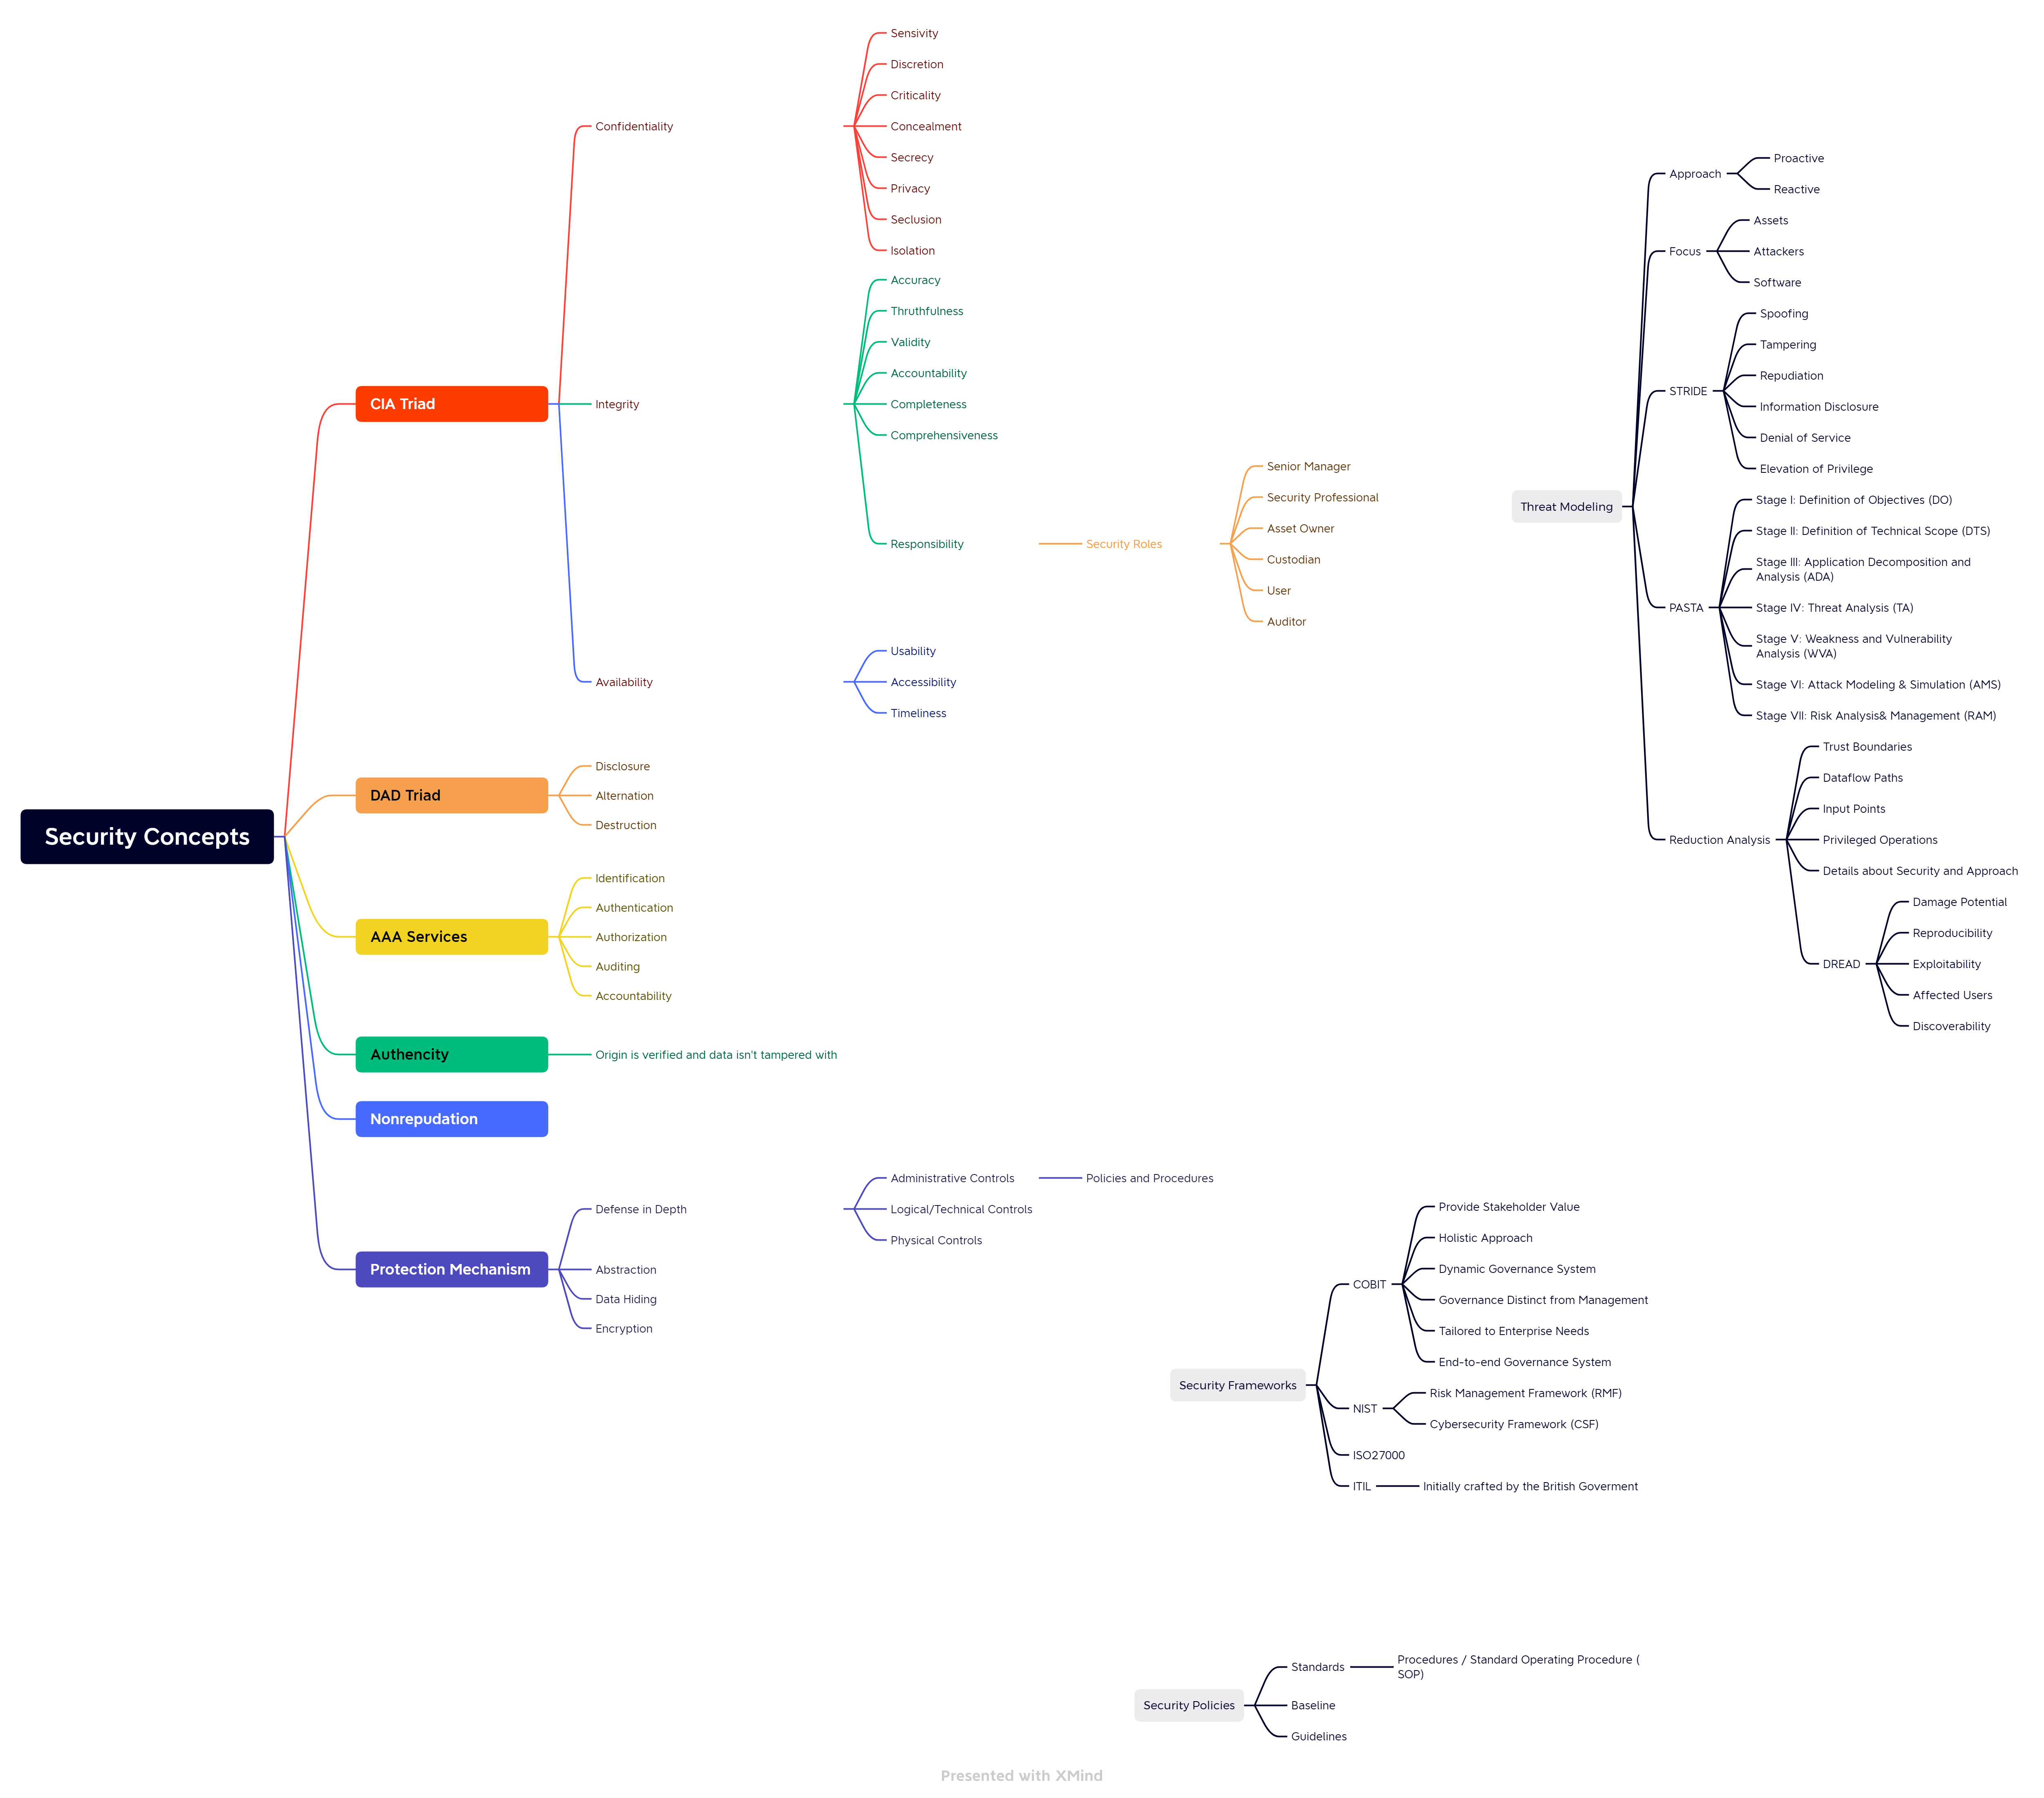 Security Concepts
CIA Triad
Confidentiality
Sensivity
Discretion
Criticality
Concealment
Secrecy
Privacy
Seclusion
Isolation
Integrity
Accuracy
Thruthfulness
Validity
Accountability
Completeness
Comprehensiveness
Responsibility
Security Roles
Senior Manager
Security Professional
Asset Owner
Custodian
User
Auditor
Availability
Usability
Accessibility
Timeliness
DAD Triad
Disclosure
Alternation
Destruction
AAA Services
Identification
Authentication
Authorization
Auditing
Accountability
Authencity
Origin is verified and data isn't tampered with
Nonrepudation
Protection Mechanism
Defense in Depth
Administrative Controls
Policies and Procedures
Logical/Technical Controls
Physical Controls
Abstraction
Data Hiding
Encryption
Threat Modeling
Approach
Proactive
Reactive
Focus
Assets
Attackers
Software
STRIDE
Spoofing
Tampering
Repudiation
Information Disclosure
Denial of Service
Elevation of Privilege
PASTA
Stage I: Definition of Objectives (DO)
Stage II: Definition of Technical Scope (DTS)
Stage III: Application Decomposition and
Analysis (ADA)
Stage IV: Threat Analysis (TA)
Stage V: Weakness and Vulnerability
Analysis (WVA)
Stage VI: Attack Modeling & Simulation (AMS)
Stage VII: Risk Analysis& Management (RAM)
Reduction Analysis
Trust Boundaries
Dataflow Paths
Input Points
Privileged Operations
Details about Security and Approach
DREAD
Damage Potential
Reproducibility
Exploitability
Affected Users
Discoverability
Security Frameworks
COBIT
Provide Stakeholder Value
Holistic Approach
Dynamic Governance System
Governance Distinct from Management
Tailored to Enterprise Needs
End-to-end Governance System
NIST
Risk Management Framework (RMF)
Cybersecurity Framework (CSF)
ISO27000
ITIL
Initially crafted by the British Goverment
Security Policies
Standards
Procedures / Standard Operating Procedure (
SOP)
Baseline
Guidelines
Presented with XMind